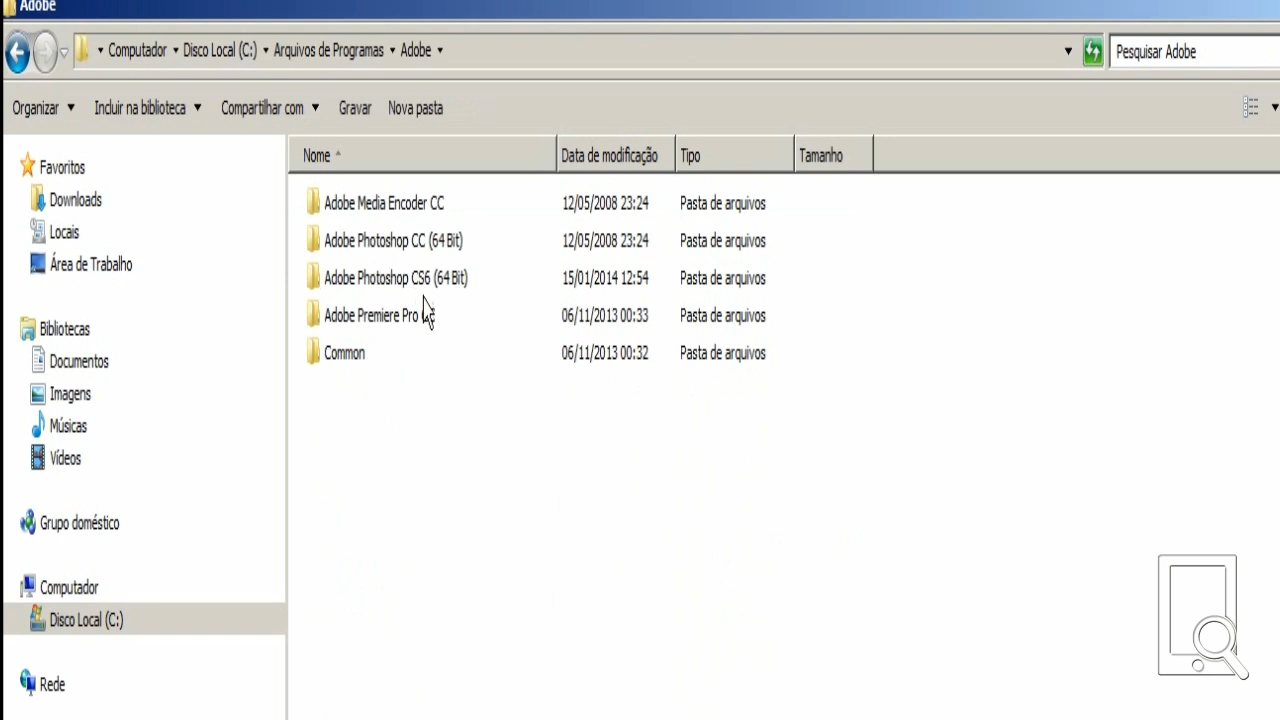 Adobe
Computador Disco Local (C:) Arquivos de Programas Adobe
Pesquisar Adobe
Organizar Incluir na biblioteca Compartilhar com Gravar Nova pasta
Nome Data de modificação Tipo Tamanho
Favoritos
Downloads
Locais
Área de Trabalho
Bibliotecas
Documentos
Imagens
Músicas
Vídeos
Grupo doméstico
Computador
Disco Local (C:)
Rede
Adobe Media Encoder CC 12/05/2008 23:24 Pasta de arquivos
Adobe Photoshop CC (64 Bit) 12/05/2008 23:24 Pasta de arquivos
Adobe Photoshop CS6 (64 Bit) 15/01/2014 12:54 Pasta de arquivos
Adobe Premiere Pro 06/11/2013 00:33 Pasta de arquivos
Common 06/11/2013 00:32 Pasta de arquivos